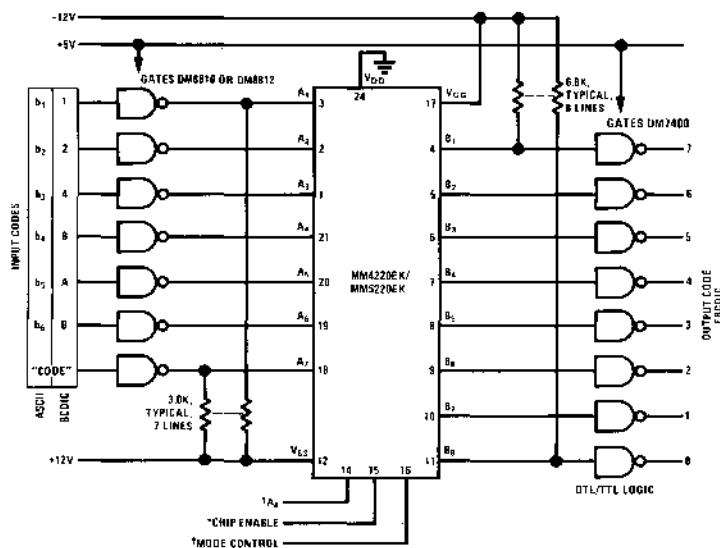 -12V
+5V
GATES DM8810 OR DM8812
VDD
24
6.8K,
TYPICAL,
8 LINES
GATES DM7400
INPUT CODES
b1 1 A1 3
b2 2 A2 2
b3 4 A3 1
b4 8 A4 21
b5 A A5 20
b6 B A6 19
"CODE" A7 18
ASCII
BCDIC
3.0K,
TYPICAL,
7 LINES
+12V
VSS
12
MM4220EK/
MM5220EK
17 VGG
4 B1 7
5 B2 6
6 B3 5
7 B4 4
8 B5 3
9 B6 2
10 B7 1
11 B8 0
OUTPUT CODE
EBCDIC
DTL/TTL LOGIC
14 15 16
†A8
*CHIP ENABLE
†MODE CONTROL